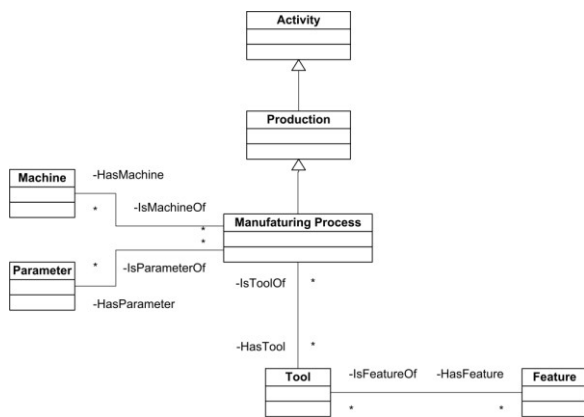 Activity
Production
Machine
-HasMachine
*
-IsMachineOf
*
Manufaturing Process
*
Parameter
*
-IsParameterOf
-HasParameter
-IsToolOf
*
-HasTool
*
Tool
-IsFeatureOf
-HasFeature
Feature
*
*